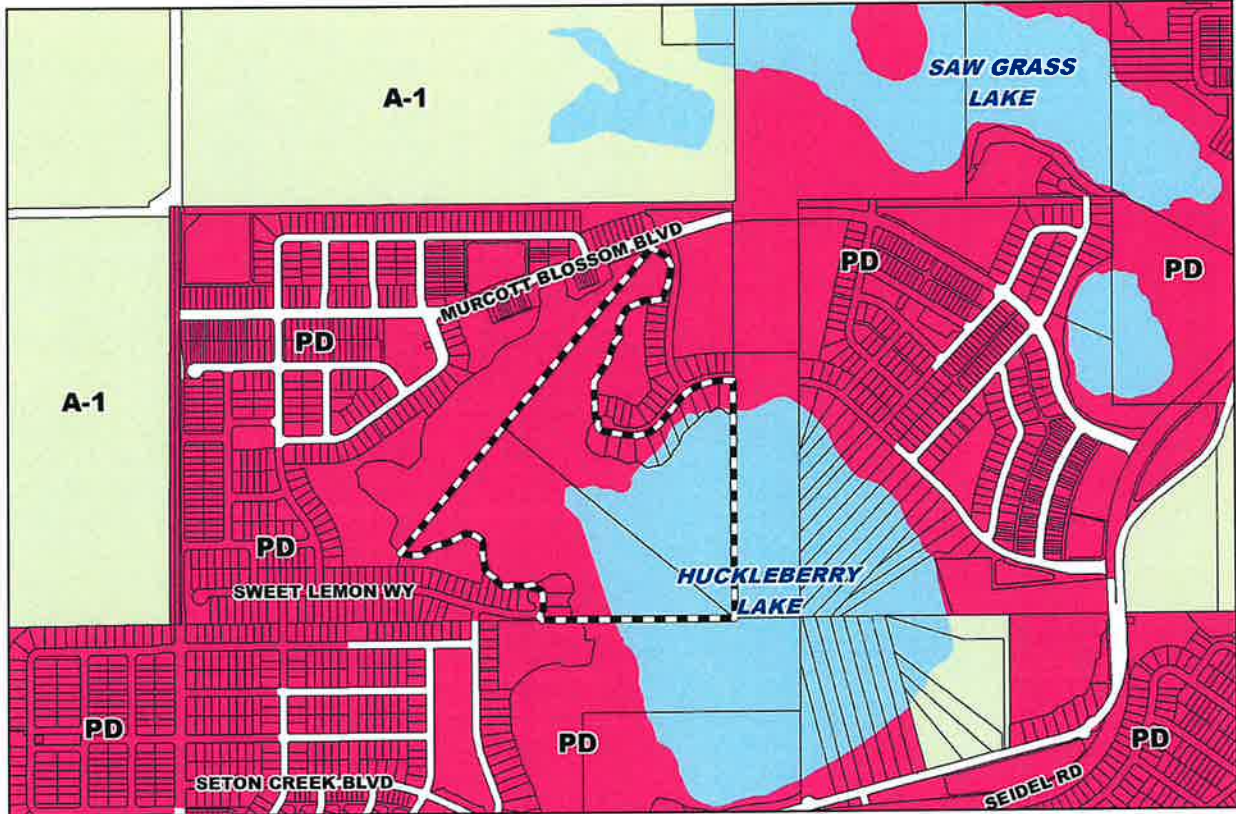 SAW GRASS
LAKE
A-1
MURCOTT BLOSSOM BLVD
PD
PD
PD
A-1
PD
HUCKLEBERRY
LAKE
SWEET LEMON WY
PD
PD
PD
SETON CREEK BLVD
SEIDEL RD